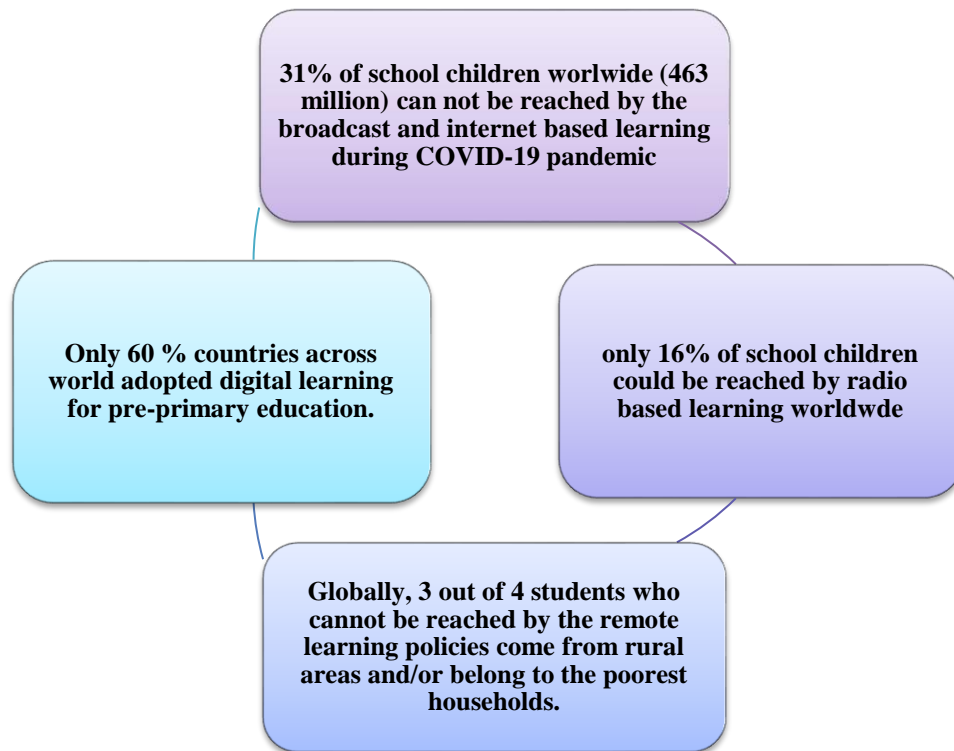 31% of school children worlwide (463
million) can not be reached by the
broadcast and internet based learning
during COVID-19 pandemic
only 16% of school children
could be reached by radio
based learning worldwde
Globally, 3 out of 4 students who
cannot be reached by the remote
learning policies come from rural
areas and/or belong to the poorest
households.
Only 60 % countries across
world adopted digital learning
for pre-primary education.